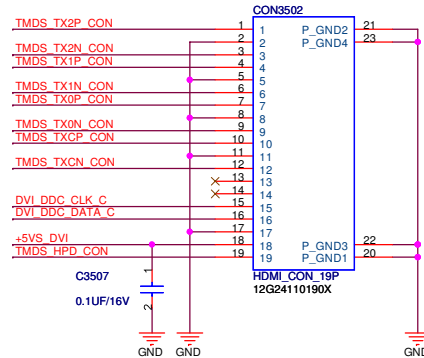 CON3502
TMDS_TX2P_CON 1 1 P_GND2 21
2 2 P_GND4 23
TMDS_TX2N_CON 3 3
TMDS_TX1P_CON 4 4
5 5
TMDS_TX1N_CON 6 6
TMDS_TX0P_CON 7 7
8 8
TMDS_TX0N_CON 9 9
TMDS_TXCP_CON 10 10
11 11
TMDS_TXCN_CON 12 12
13 13
14 14
DVI_DDC_CLK_C 15 15
DVI_DDC_DATA_C 16 16
17 17
+5VS_DVI 18 18 P_GND3 22
TMDS_HPD_CON 19 19 P_GND1 20
HDMI_CON_19P
12G24110190X
C3507
1
0.1UF/16V
2
GND GND GND